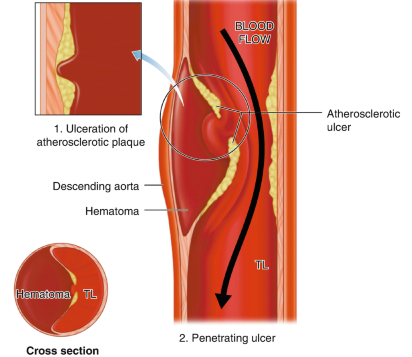 BLOOD
FLOW
1. Ulceration of
atherosclerotic plaque
Atherosclerotic
ulcer
Descending aorta
Hematoma
TL
Hematoma
TL
2. Penetrating ulcer
Cross section